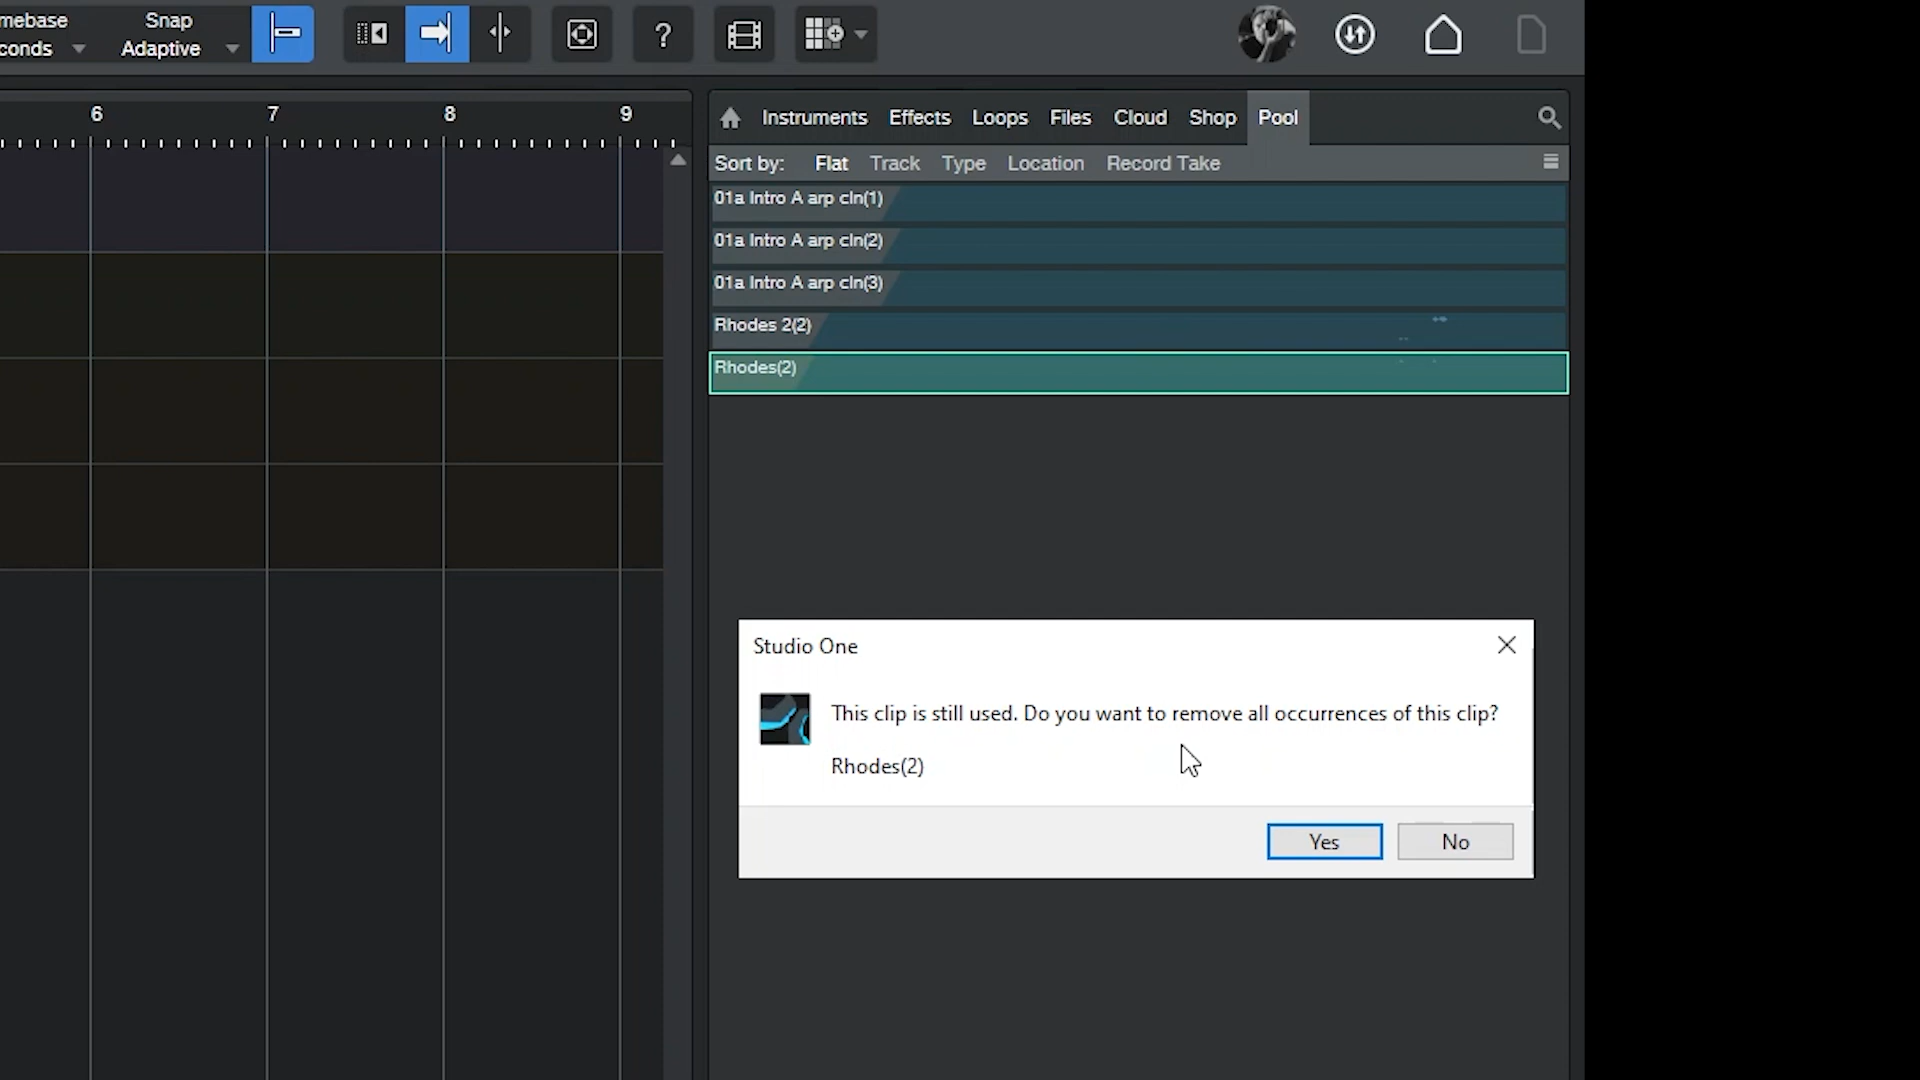 mebase
Snap
conds
Adaptive
?
6
7
8
9
Instruments
Effects
Loops
Files
Cloud
Shop
Pool
Sort by:
Flat
Track
Type
Location
Record Take
01a Intro A arp cln(1)
01a Intro A arp cln(2)
01a Intro A arp cln(3)
Rhodes 2(2)
Rhodes(2)
Studio One
This clip is still used. Do you want to remove all occurrences of this clip?
Rhodes(2)
Yes
No